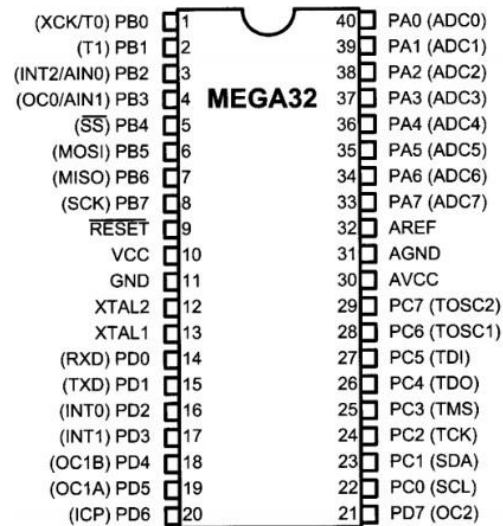 (XCK/T0) PB0 1 40 PA0 (ADC0)
(T1) PB1 2 39 PA1 (ADC1)
(INT2/AIN0) PB2 3 38 PA2 (ADC2)
(OC0/AIN1) PB3 4 MEGA32 37 PA3 (ADC3)
(SS) PB4 5 36 PA4 (ADC4)
(MOSI) PB5 6 35 PA5 (ADC5)
(MISO) PB6 7 34 PA6 (ADC6)
(SCK) PB7 8 33 PA7 (ADC7)
RESET 9 32 AREF
VCC 10 31 AGND
GND 11 30 AVCC
XTAL2 12 29 PC7 (TOSC2)
XTAL1 13 28 PC6 (TOSC1)
(RXD) PD0 14 27 PC5 (TDI)
(TXD) PD1 15 26 PC4 (TDO)
(INT0) PD2 16 25 PC3 (TMS)
(INT1) PD3 17 24 PC2 (TCK)
(OC1B) PD4 18 23 PC1 (SDA)
(OC1A) PD5 19 22 PC0 (SCL)
(ICP) PD6 20 21 PD7 (OC2)